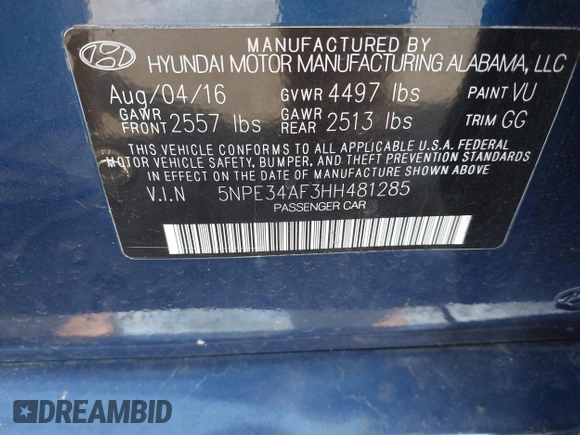 MANUFACTURED BY
HYUNDAI MOTOR MANUFACTURING ALABAMA, LLC
Aug/04/16 GVWR 4497 lbs PAINT VU
GAWR FRONT 2557 lbs GAWR REAR 2513 lbs TRIM GG
THIS VEHICLE CONFORMS TO ALL APPLICABLE U.S.A. FEDERAL
MOTOR VEHICLE SAFETY, BUMPER, AND THEFT PREVENTION
STANDARDS IN EFFECT ON THE DATE OF MANUFACTURE SHOWN ABOVE
V.I.N 5NPE34AF3HH481285
PASSENGER CAR
DREAMBID